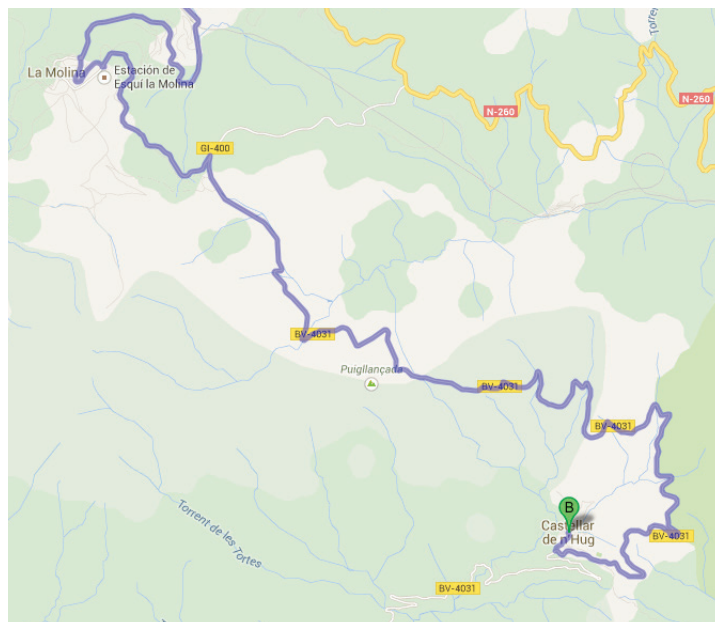 Torrent
La Molina
Estación de
Esquí la Molina
N-260
N-260
GI-400
BV-4031
Puigllançada
BV-4031
BV-4031
B
Castellar
de n'Hug
BV-4031
Torrent de les Tortes
BV-4031